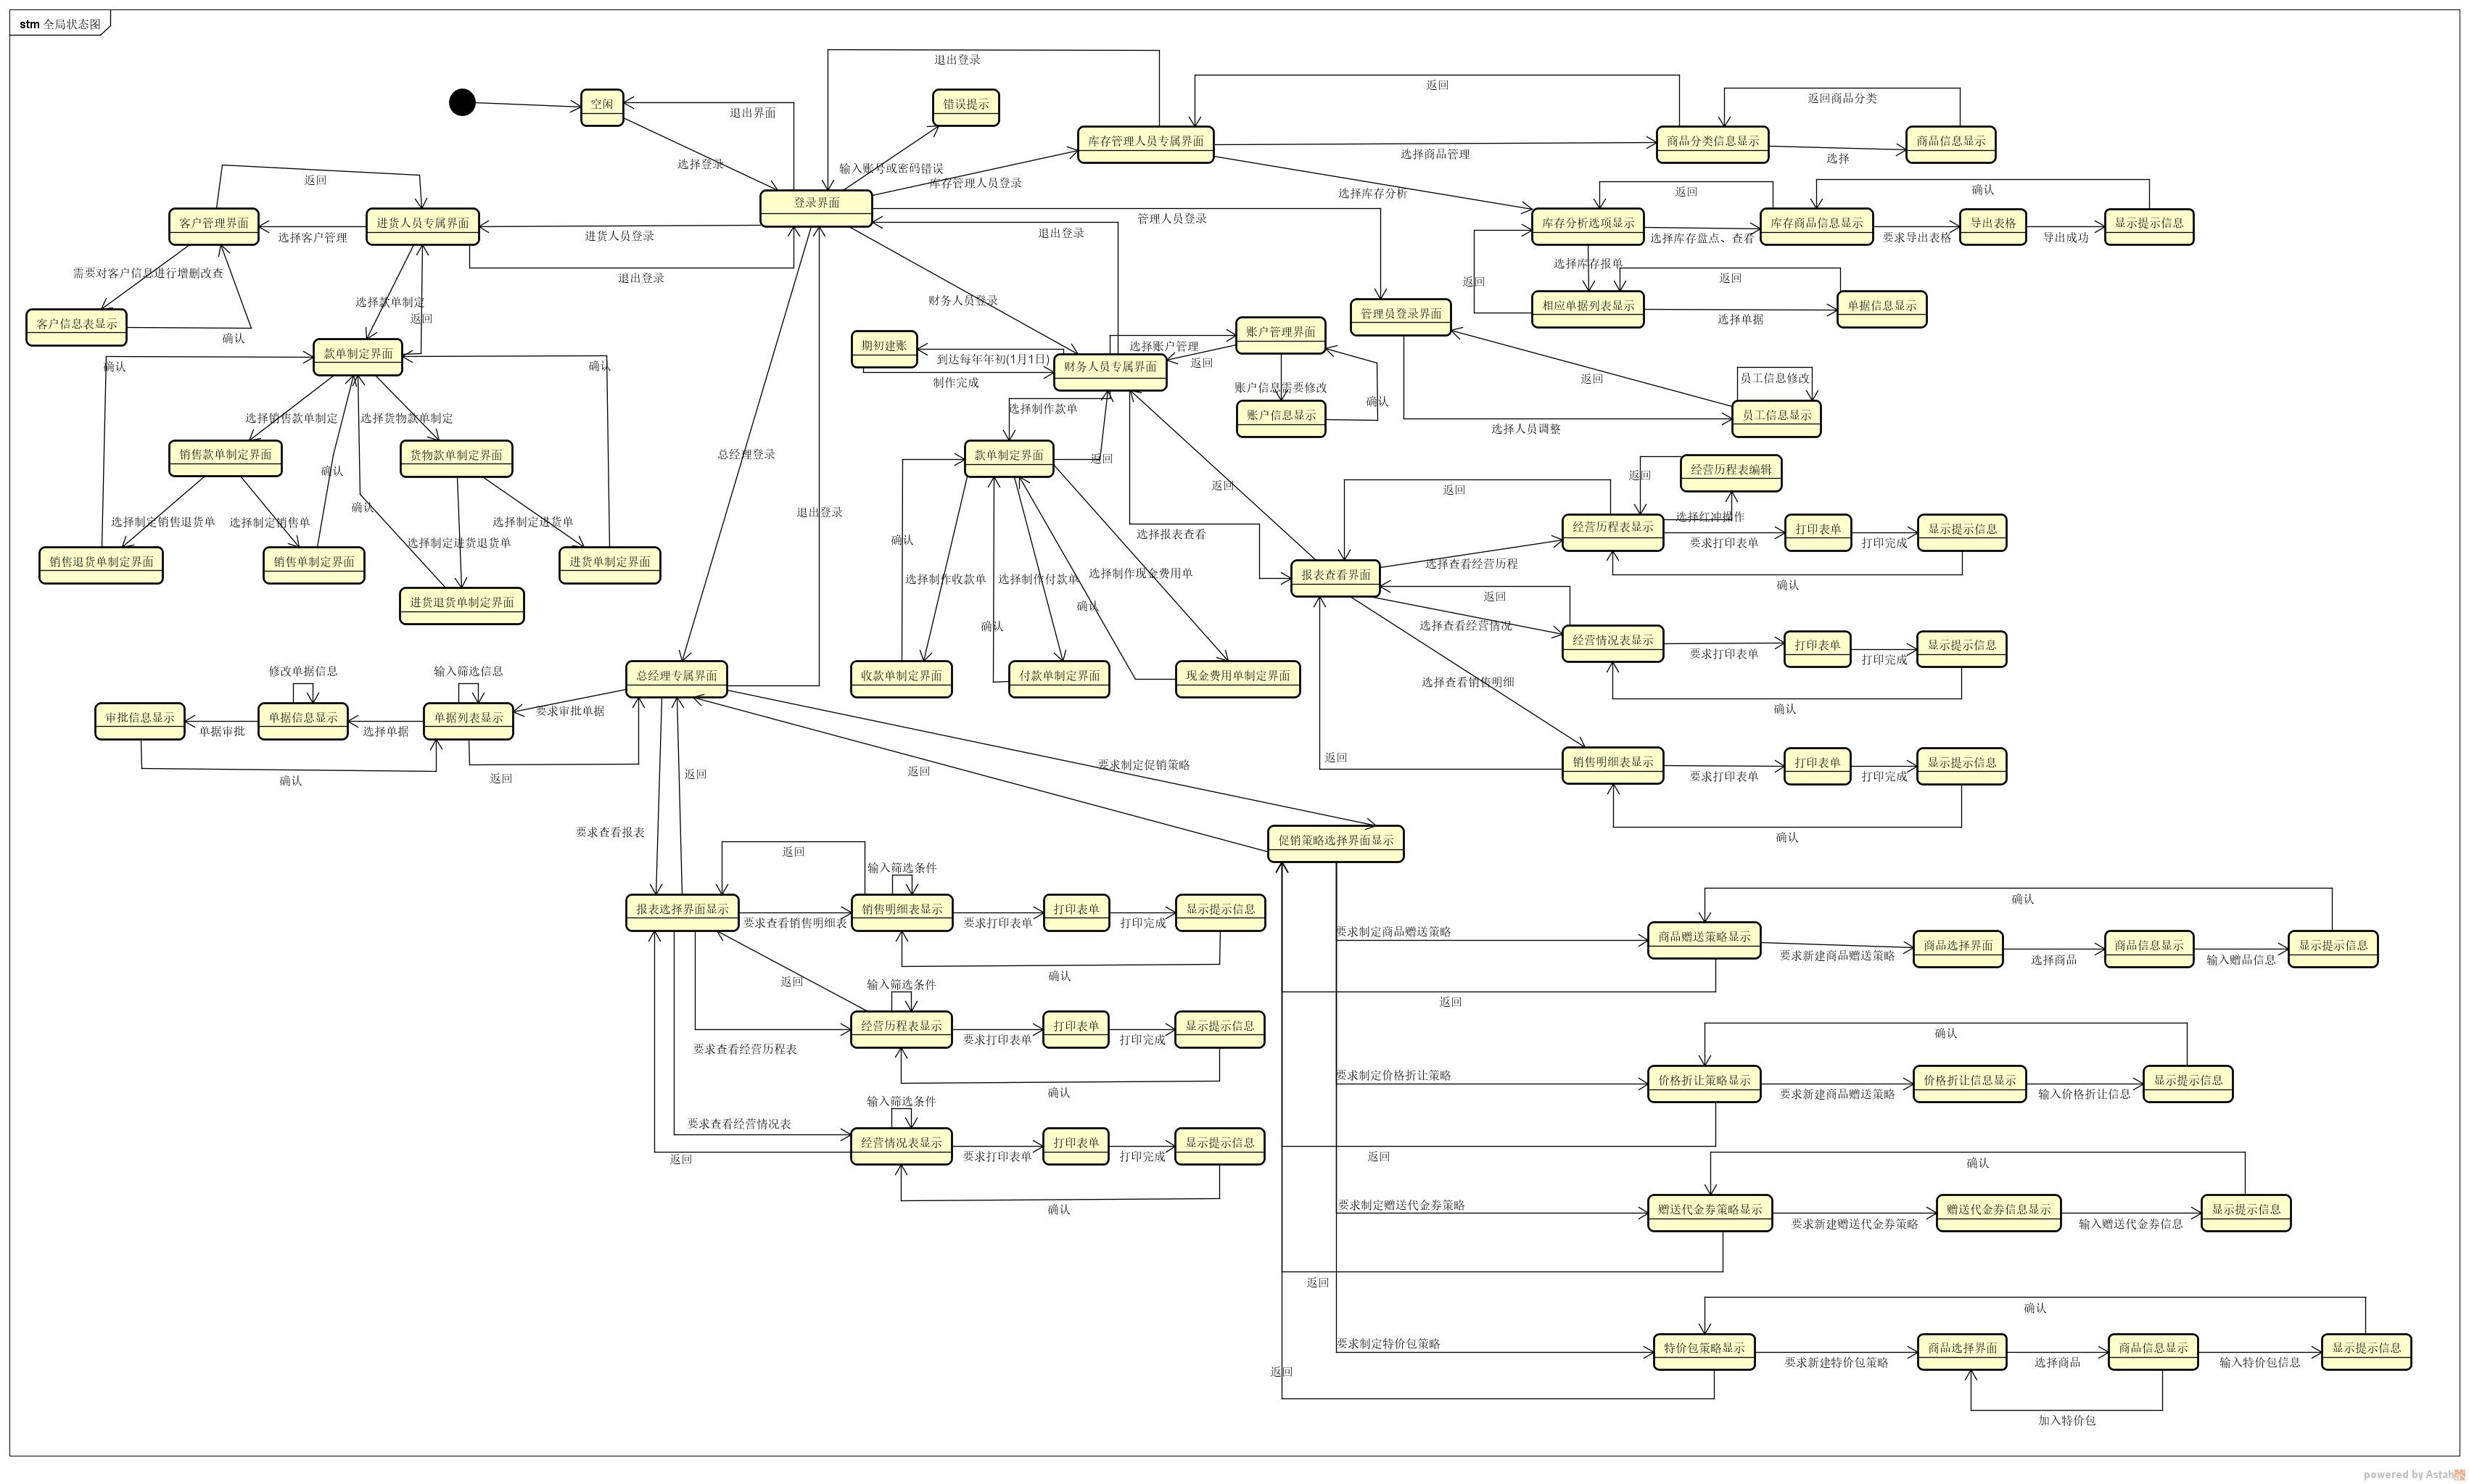 stm 全局状态图
退出登录
返回
返回商品分类
空闲
退出界面
错误提示
库存管理人员专属界面
商品分类信息显示
商品信息显示
选择商品管理
选择
选择登录
输入账号或密码错误
库存管理人员登录
返回
选择库存分析
返回
确认
登录界面
客户管理界面
进货人员专属界面
选择客户管理
进货人员登录
退出登录
管理人员登录
库存分析选项显示
选择库存盘点、查看
库存商品信息显示
要求导出表格
导出表格
导出成功
显示提示信息
需要对客户信息进行增删改查
退出登录
选择库存报单
返回
返回
客户信息表显示
确认
选择款单制定
返回
财务人员登录
管理员登录界面
相应单据列表显示
选择单据
单据信息显示
款单制定界面
确认
确认
期初建账
到达每年年初(1月1日)
制作完成
财务人员专属界面
选择账户管理
返回
账户管理界面
账户信息需要修改
确认
账户信息显示
返回
员工信息修改
员工信息显示
选择人员调整
选择销售款单制定
选择货物款单制定
选择制作款单
销售款单制定界面
货物款单制定界面
确认
确认
总经理登录
款单制定界面
返回
返回
选择报表查看
返回
返回
经营历程表编辑
选择红冲操作
选择制定销售退货单
选择制定销售单
选择制定进货退货单
选择制定进货单
退出登录
经营历程表显示
要求打印表单
打印表单
打印完成
显示提示信息
确认
销售退货单制定界面
销售单制定界面
进货单制定界面
进货退货单制定界面
确认
选择制作收款单
选择制作付款单
选择制作现金费用单
确认
确认
报表查看界面
选择查看经营历程
返回
选择查看经营情况
经营情况表显示
要求打印表单
打印表单
打印完成
显示提示信息
确认
选择查看销售明细
返回
销售明细表显示
要求打印表单
打印表单
打印完成
显示提示信息
确认
收款单制定界面
付款单制定界面
现金费用单制定界面
总经理专属界面
修改单据信息
输入筛选信息
审批信息显示
单据审批
单据信息显示
选择单据
单据列表显示
要求审批单据
确认
返回
返回
返回
要求制定促销策略
要求查看报表
促销策略选择界面显示
返回
输入筛选条件
报表选择界面显示
要求查看销售明细表
销售明细表显示
要求打印表单
打印表单
打印完成
显示提示信息
确认
返回
输入筛选条件
经营历程表显示
要求打印表单
打印表单
打印完成
显示提示信息
确认
要求查看经营历程表
输入筛选条件
要求查看经营情况表
经营情况表显示
要求打印表单
打印表单
打印完成
显示提示信息
确认
返回
确认
要求制定商品赠送策略
商品赠送策略显示
要求新建商品赠送策略
商品选择界面
选择商品
商品信息显示
输入赠品信息
显示提示信息
返回
确认
要求制定价格折让策略
价格折让策略显示
要求新建商品赠送策略
价格折让信息显示
输入价格折让信息
显示提示信息
返回
确认
要求制定赠送代金券策略
赠送代金券策略显示
要求新建赠送代金券策略
赠送代金券信息显示
输入赠送代金券信息
显示提示信息
返回
确认
要求制定特价包策略
特价包策略显示
要求新建特价包策略
商品选择界面
选择商品
商品信息显示
输入特价包信息
显示提示信息
返回
加入特价包
powered by Astah